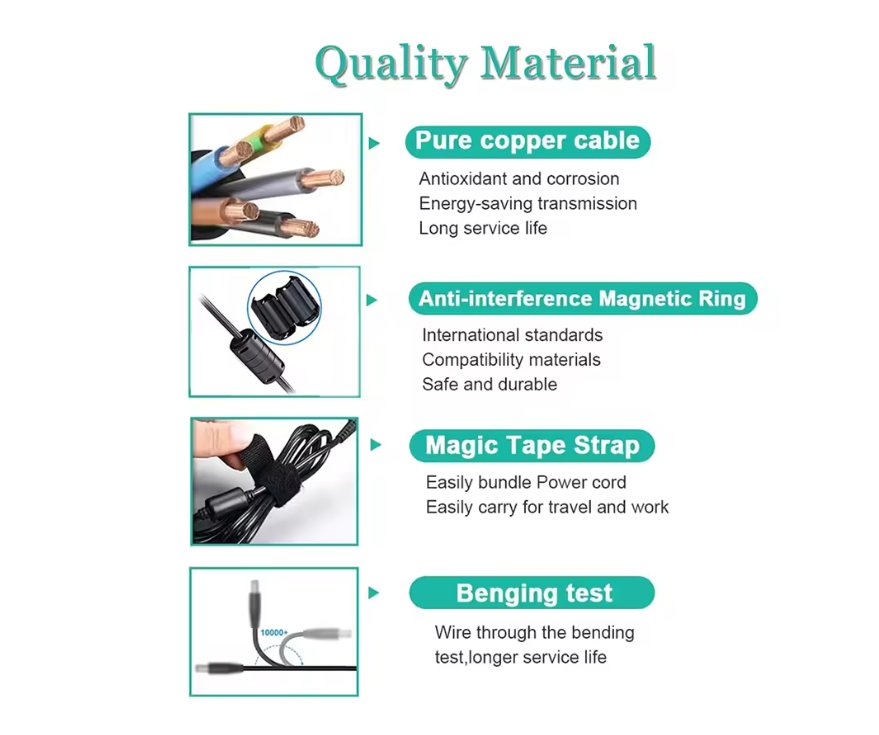 Quality Material
Pure copper cable
Antioxidant and corrosion
Energy-saving transmission
Long service life
Anti-interference Magnetic Ring
International standards
Compatibility materials
Safe and durable
Magic Tape Strap
Easily bundle Power cord
Easily carry for travel and work
Benging test
10000+
Wire through the bending
test,longer service life